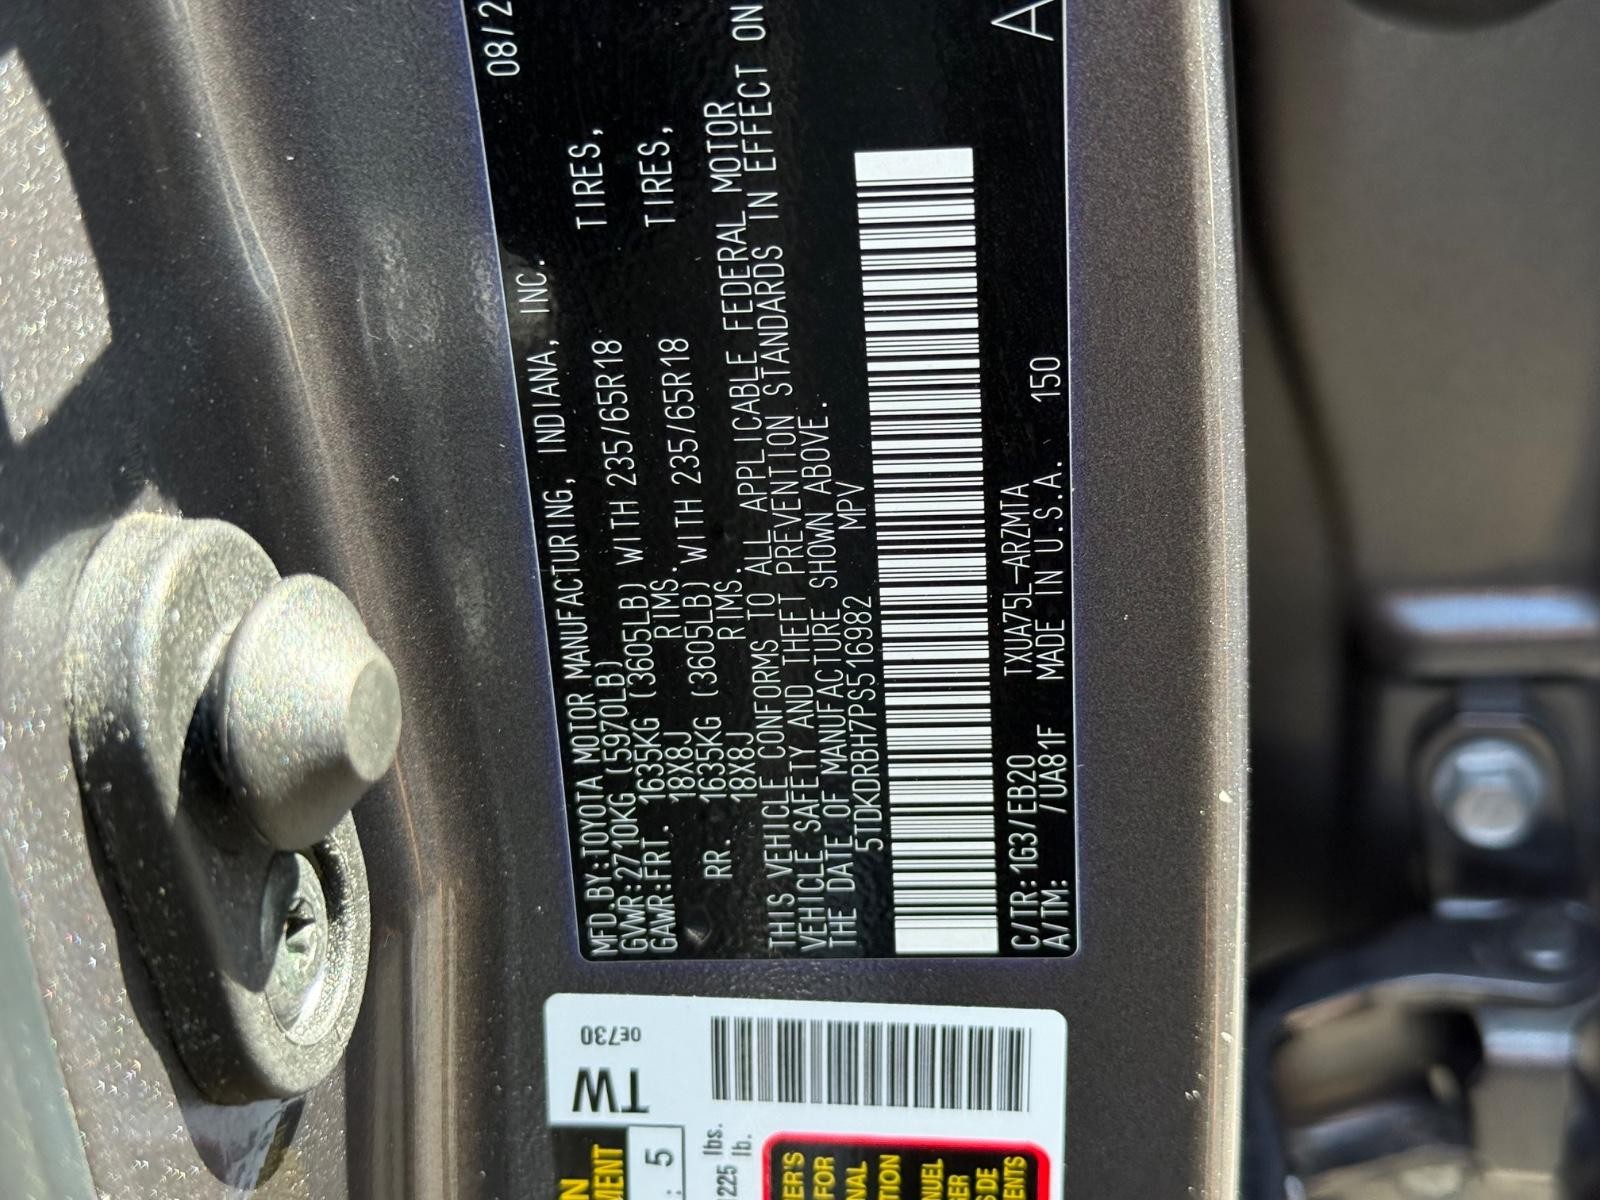 08/2
MFD.BY:TOYOTA MOTOR MANUFACTURING, INDIANA, INC.
GVWR:2710KG (5970LB)
GAWR:FRT. 1635KG (3605LB) WITH 235/65R18 TIRES,
18X8J RIMS.
RR. 1635KG (3605LB) WITH 235/65R18 TIRES,
18X8J RIMS.
THIS VEHICLE CONFORMS TO ALL APPLICABLE FEDERAL MOTOR
VEHICLE SAFETY AND THEFT PREVENTION STANDARDS IN EFFECT ON
THE DATE OF MANUFACTURE SHOWN ABOVE.
5TDKDRBH7PS516982 MPV
C/TR:1G3/EB20 TXUA75L-ARZMTA
A/TM: /UA81F MADE IN U.S.A. 150
A
TW
0E730
5
225 lbs.
lb.
ER'S
FOR